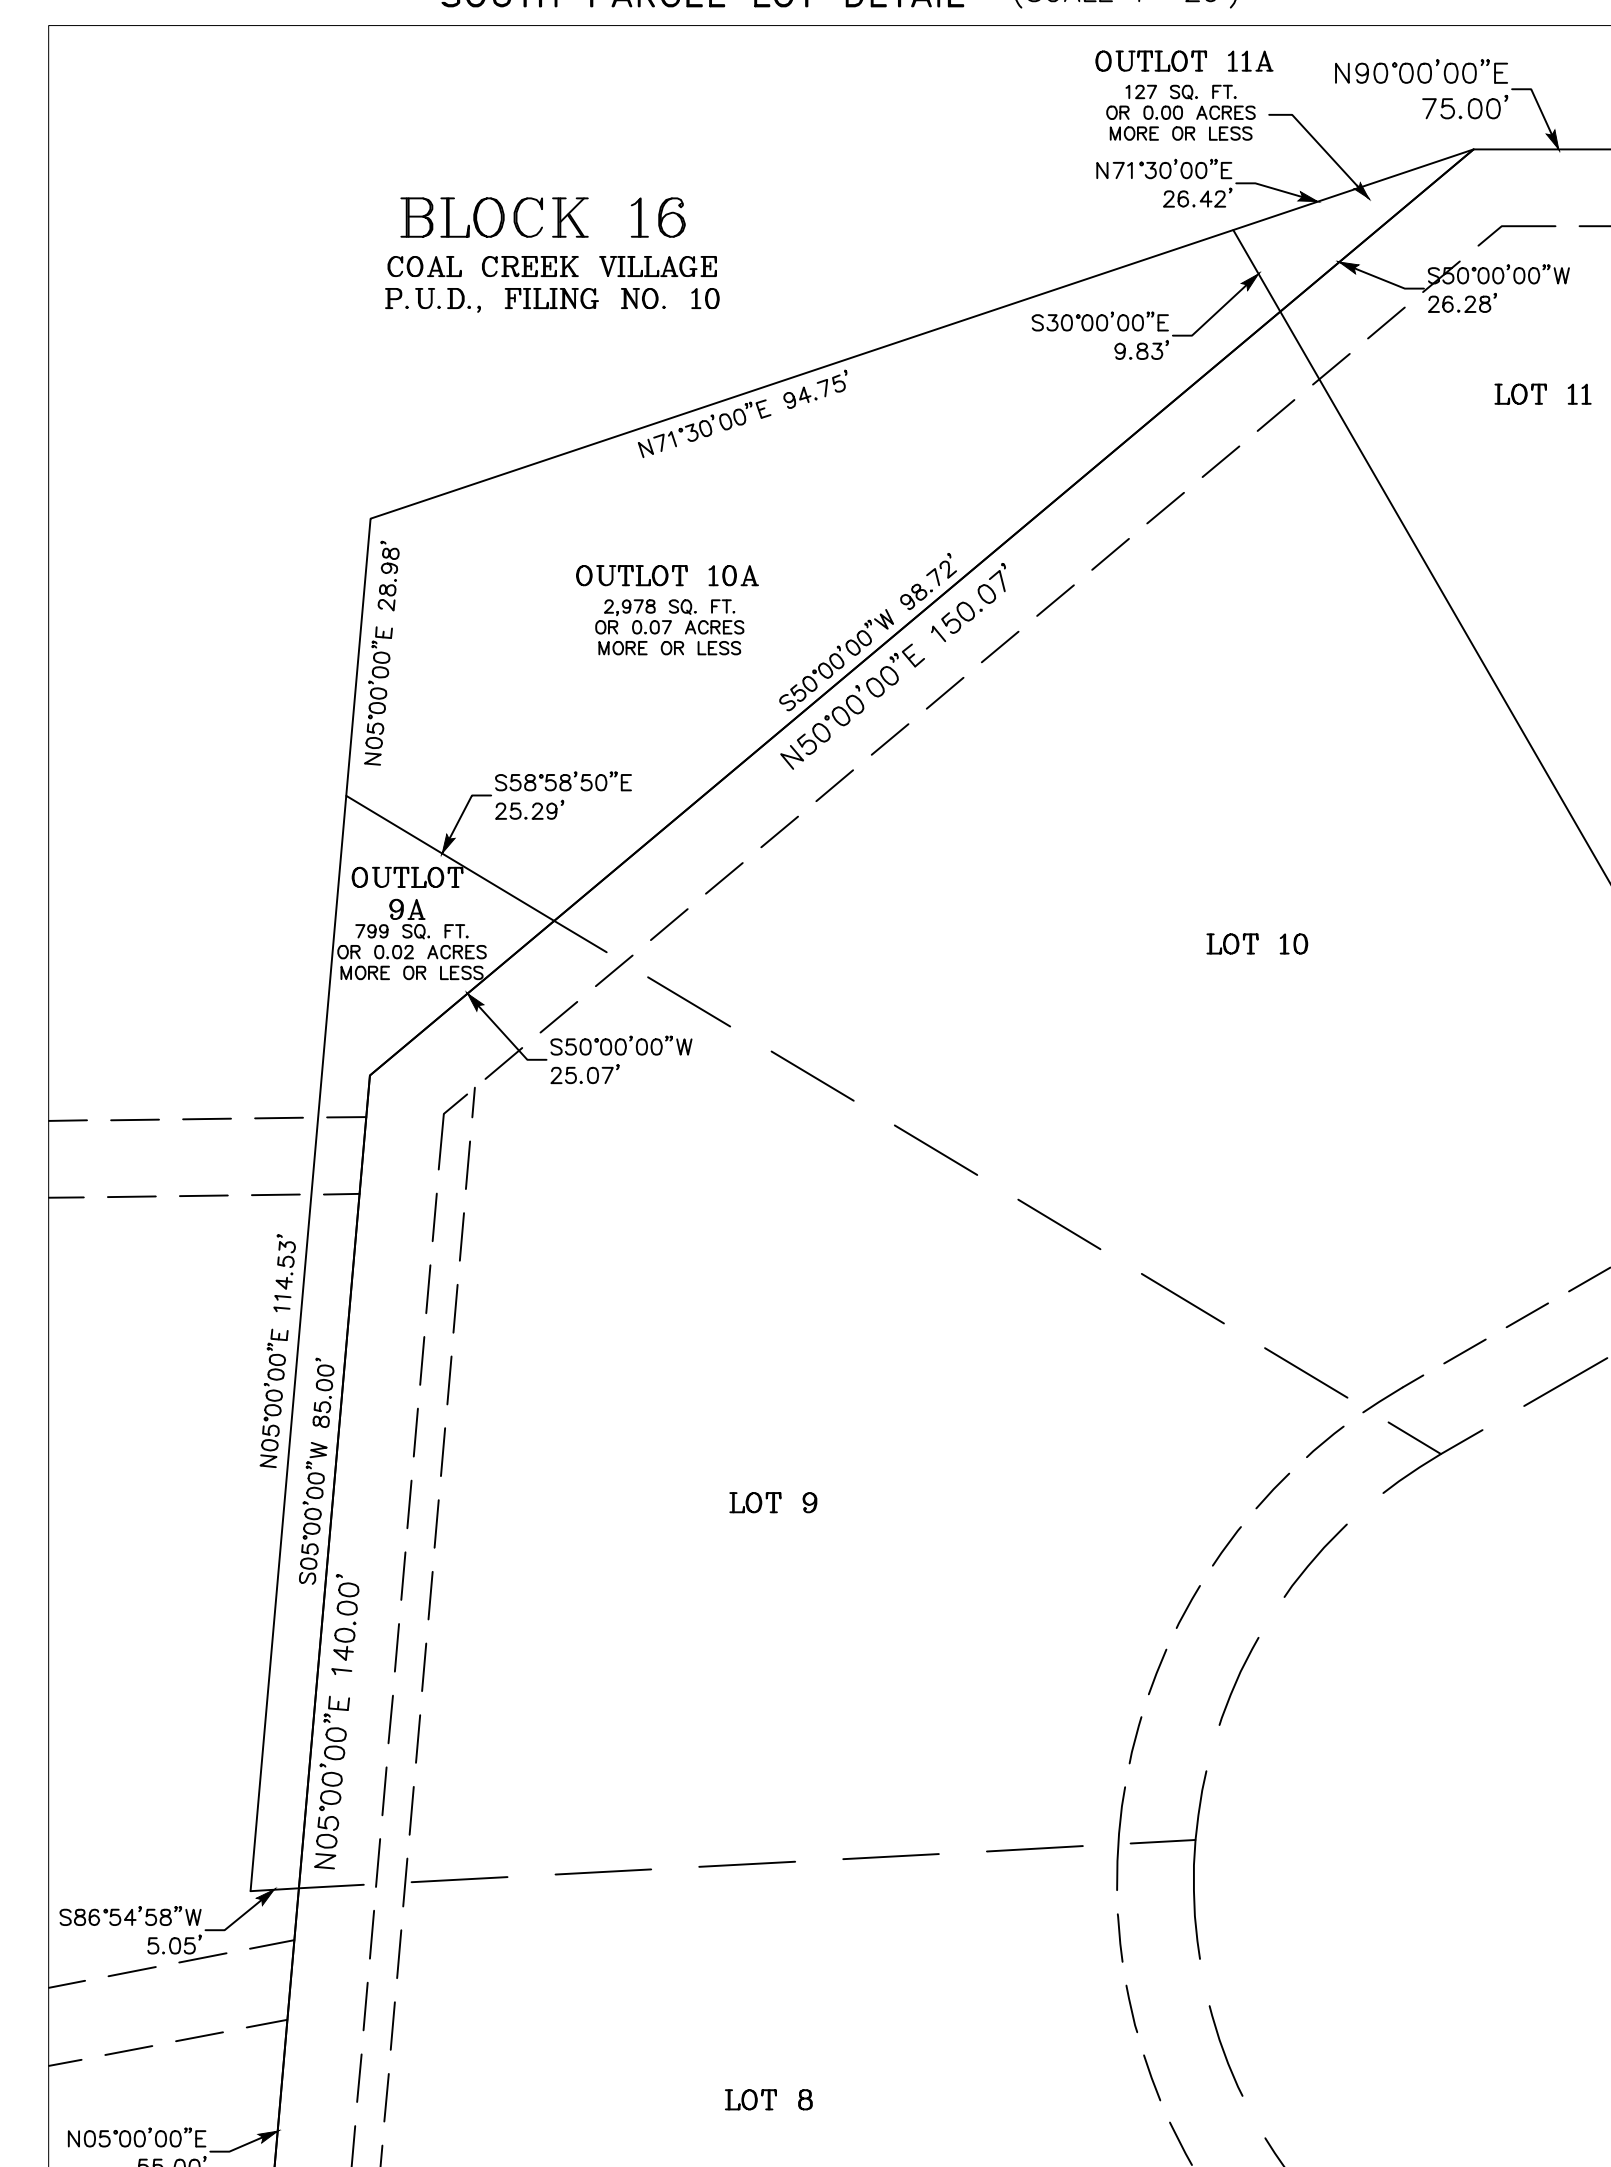 OUTLOT 11A
127 SQ. FT.
OR 0.00 ACRES
MORE OR LESS
N90°00'00"E
75.00'
N71°30'00"E
26.42'
BLOCK 16
COAL CREEK VILLAGE
P.U.D., FILING NO. 10
S50°00'00"W
26.28'
S30°00'00"E
9.83'
LOT 11
N71°30'00"E 94.75'
N05°00'00"E 28.98'
OUTLOT 10A
2,978 SQ. FT.
OR 0.07 ACRES
MORE OR LESS
S50°00'00"W 98.72'
N50°00'00"E 150.07'
S58°58'50"E
25.29'
OUTLOT
9A
799 SQ. FT.
OR 0.02 ACRES
MORE OR LESS
LOT 10
S50°00'00"W
25.07'
N05°00'00"E 114.53'
S05°00'00"W 85.00'
N05°00'00"E 140.00'
LOT 9
S86°54'58"W
5.05'
LOT 8
N05°00'00"E
55.00'